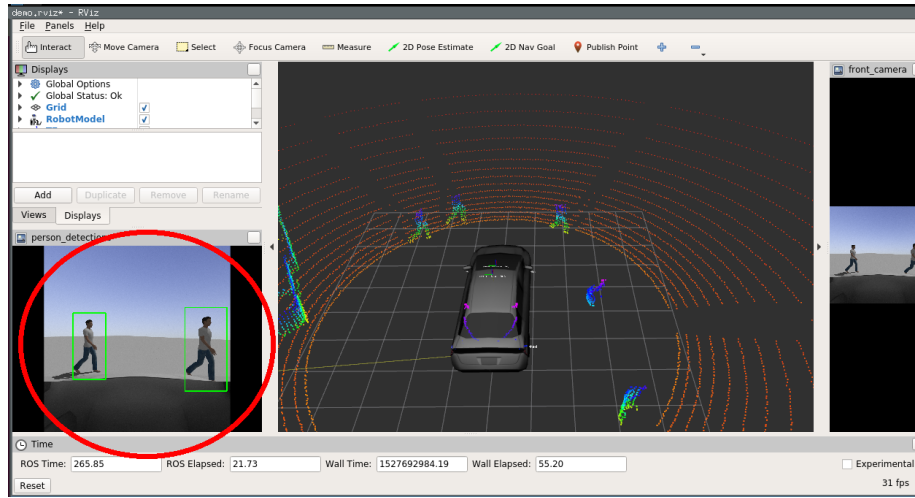 demo.rviz* - RViz
File Panels Help
Interact Move Camera Select Focus Camera Measure 2D Pose Estimate 2D Nav Goal Publish Point
Displays
Global Options
Global Status: Ok
Grid
RobotModel
Add Duplicate Remove Rename
Views Displays
person_detection
front_camera
Time
ROS Time: 265.85 ROS Elapsed: 21.73 Wall Time: 1527692984.19 Wall Elapsed: 55.20 Experimental
Reset 31 fps